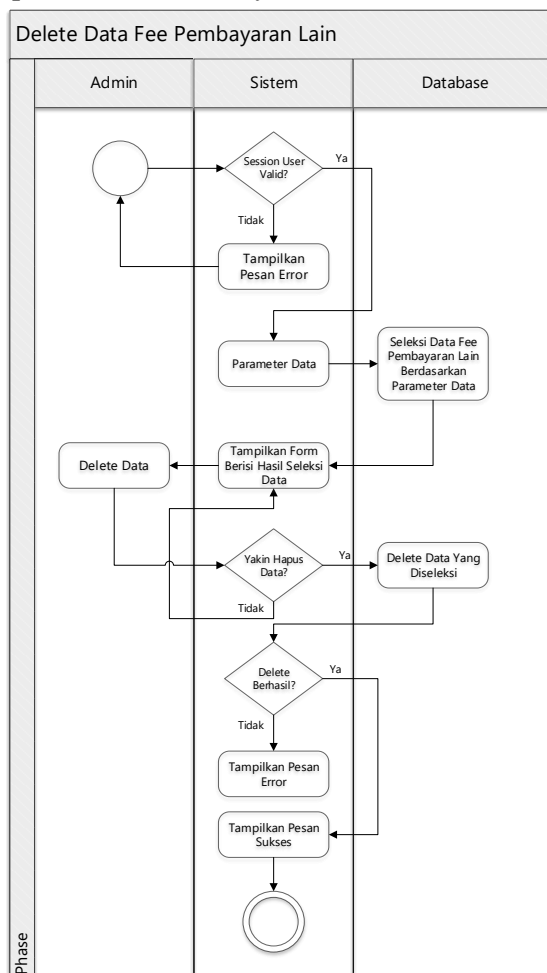 Delete Data Fee Pembayaran Lain
Admin
Sistem
Database
Session User
Valid?
Ya
Tidak
Tampilkan
Pesan Error
Parameter Data
Seleksi Data Fee
Pembayaran Lain
Berdasarkan
Parameter Data
Delete Data
Tampilkan Form
Berisi Hasil Seleksi
Data
Yakin Hapus
Data?
Ya
Delete Data Yang
Diseleksi
Tidak
Delete
Berhasil?
Ya
Tidak
Tampilkan Pesan
Error
Tampilkan Pesan
Sukses
Phase